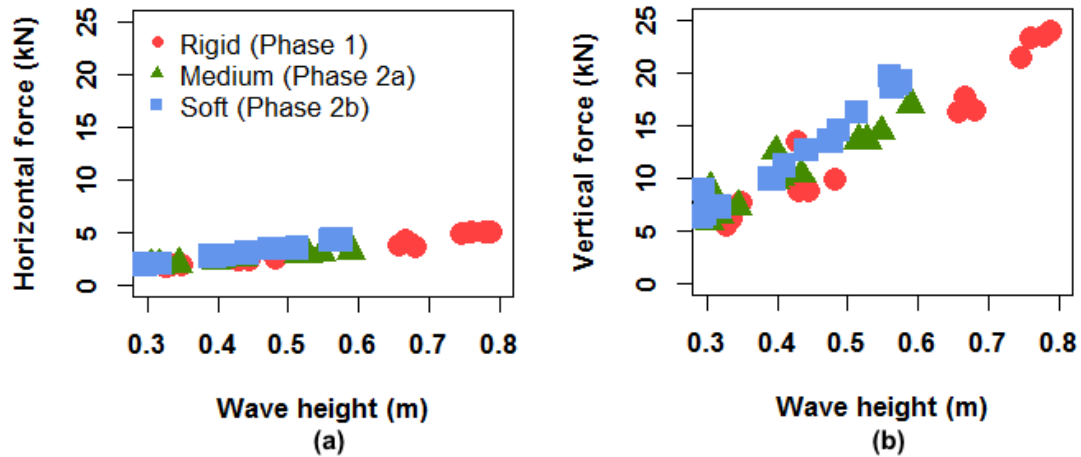 Horizontal force (kN)
25
20
15
10
5
0
Rigid (Phase 1)
Medium (Phase 2a)
Soft (Phase 2b)
0.3 0.4 0.5 0.6 0.7 0.8
Wave height (m)
(a)
Vertical force (kN)
25
20
15
10
5
0
0.3 0.4 0.5 0.6 0.7 0.8
Wave height (m)
(b)